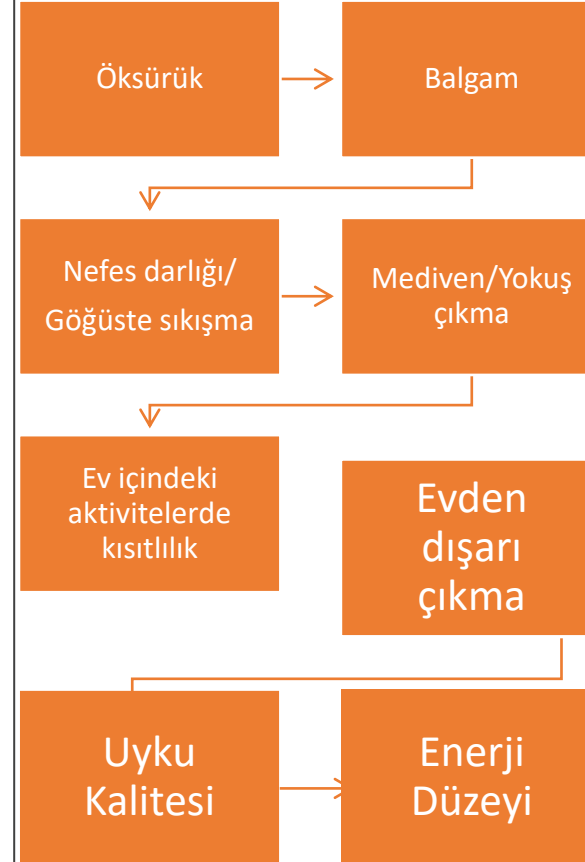 Öksürük
Balgam
Nefes darlığı/
Göğüste sıkışma
Mediven/Yokuş
çıkma
Ev içindeki
aktivitelerde
kısıtlılık
Evden
dışarı
çıkma
Uyku
Kalitesi
Enerji
Düzeyi